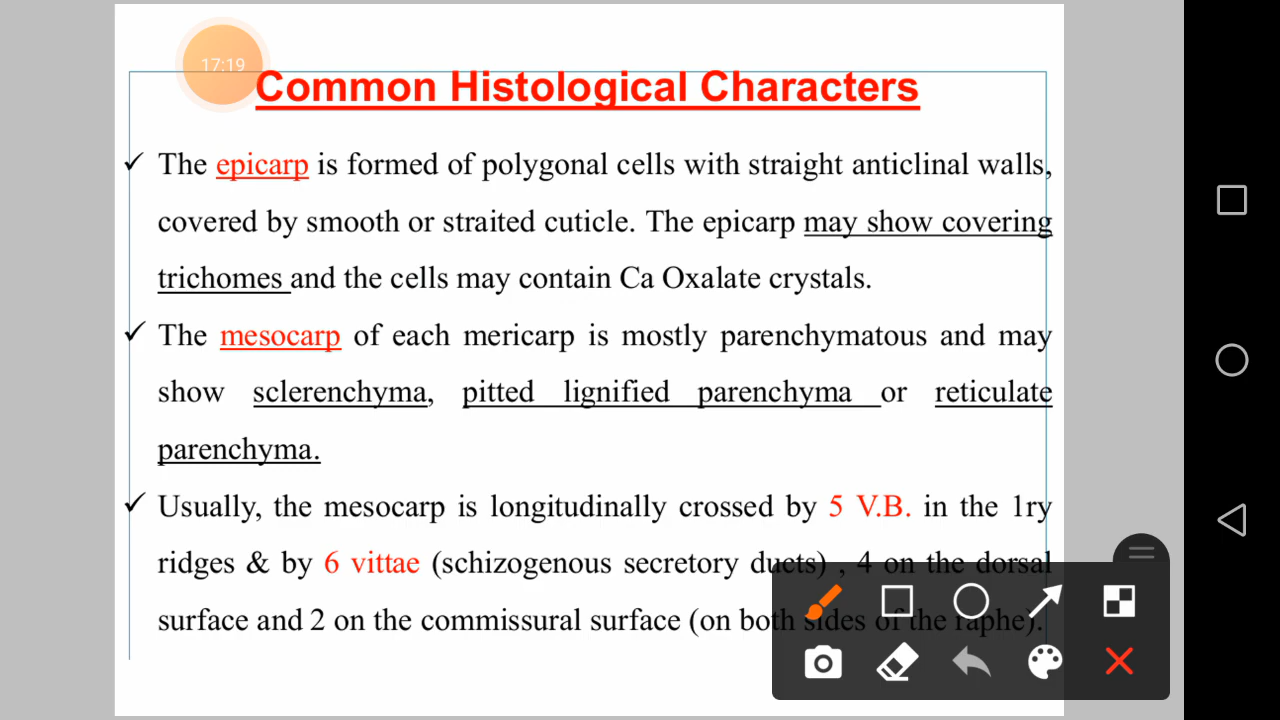 17:19
Common Histological Characters
✓ The epicarp is formed of polygonal cells with straight anticlinal walls,
covered by smooth or straited cuticle. The epicarp may show covering
trichomes and the cells may contain Ca Oxalate crystals.
✓ The mesocarp of each mericarp is mostly parenchymatous and may
show sclerenchyma, pitted lignified parenchyma or reticulate
parenchyma.
✓ Usually, the mesocarp is longitudinally crossed by 5 V.B. in the 1ry
ridges & by 6 vittae (schizogenous secretory ducts) , 4 on the dorsal
surface and 2 on the commissural surface (on both sides of the raphe).